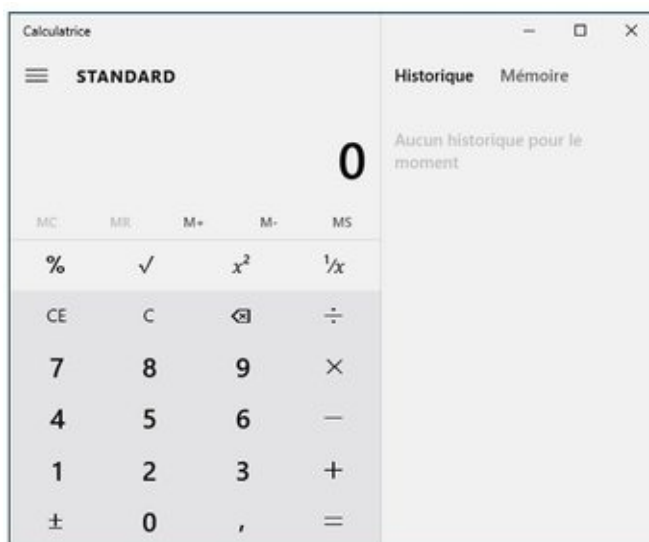 Calculatrice
STANDARD
Historique Mémoire
0
Aucun historique pour le
moment
MC MR M+ M- MS
% √ x² ¹/x
CE C ⌫ ÷
7 8 9 ×
4 5 6 −
1 2 3 +
± 0 , =